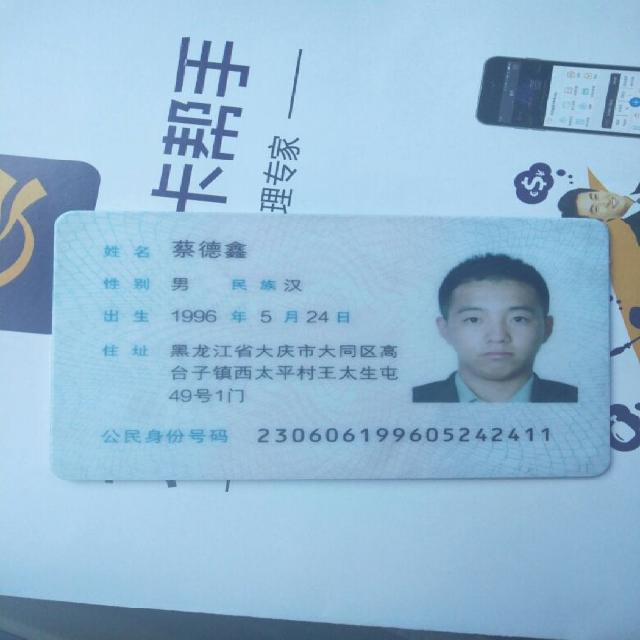 卡帮手
理专家
姓名 蔡德鑫
性别 男 民族 汉
出生 1996 年 5 月 24 日
住址 黑龙江省大庆市大同区高
台子镇西太平村王太生屯
49号1门
公民身份号码 230606199605242411